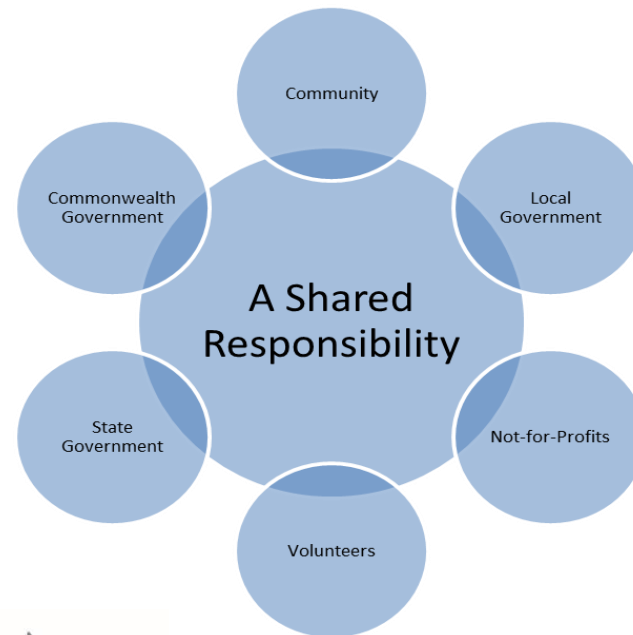 Community
Commonwealth
Government
Local
Government
A Shared
Responsibility
State
Government
Not-for-Profits
Volunteers